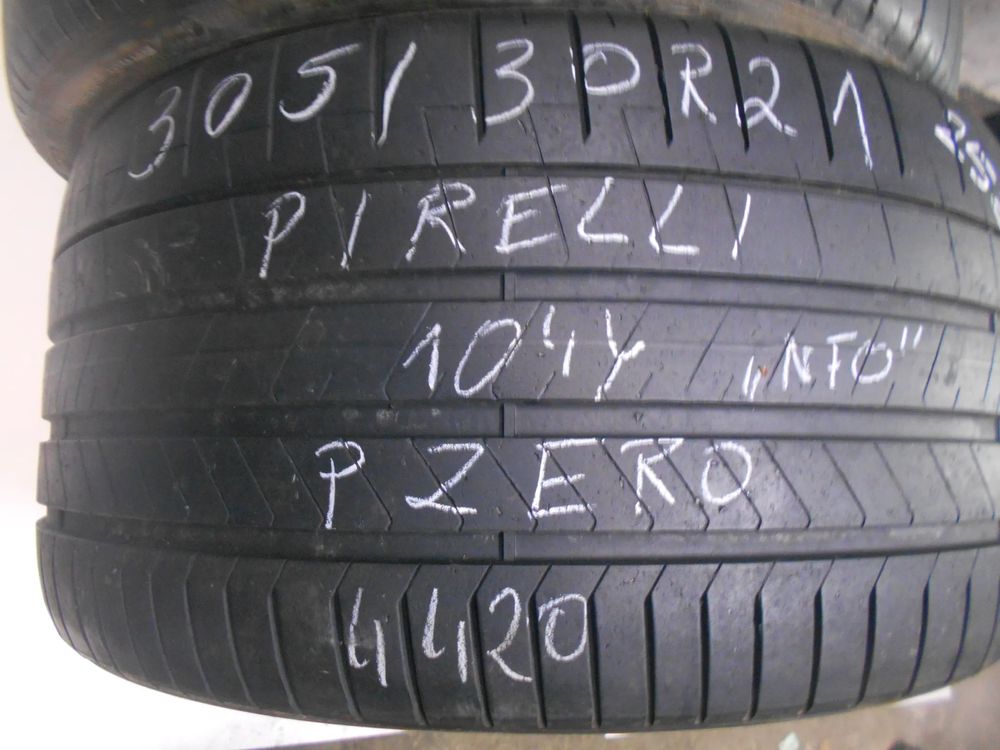 305/30R21
PIRELLI
104Y „NFO"
PZERO
4420